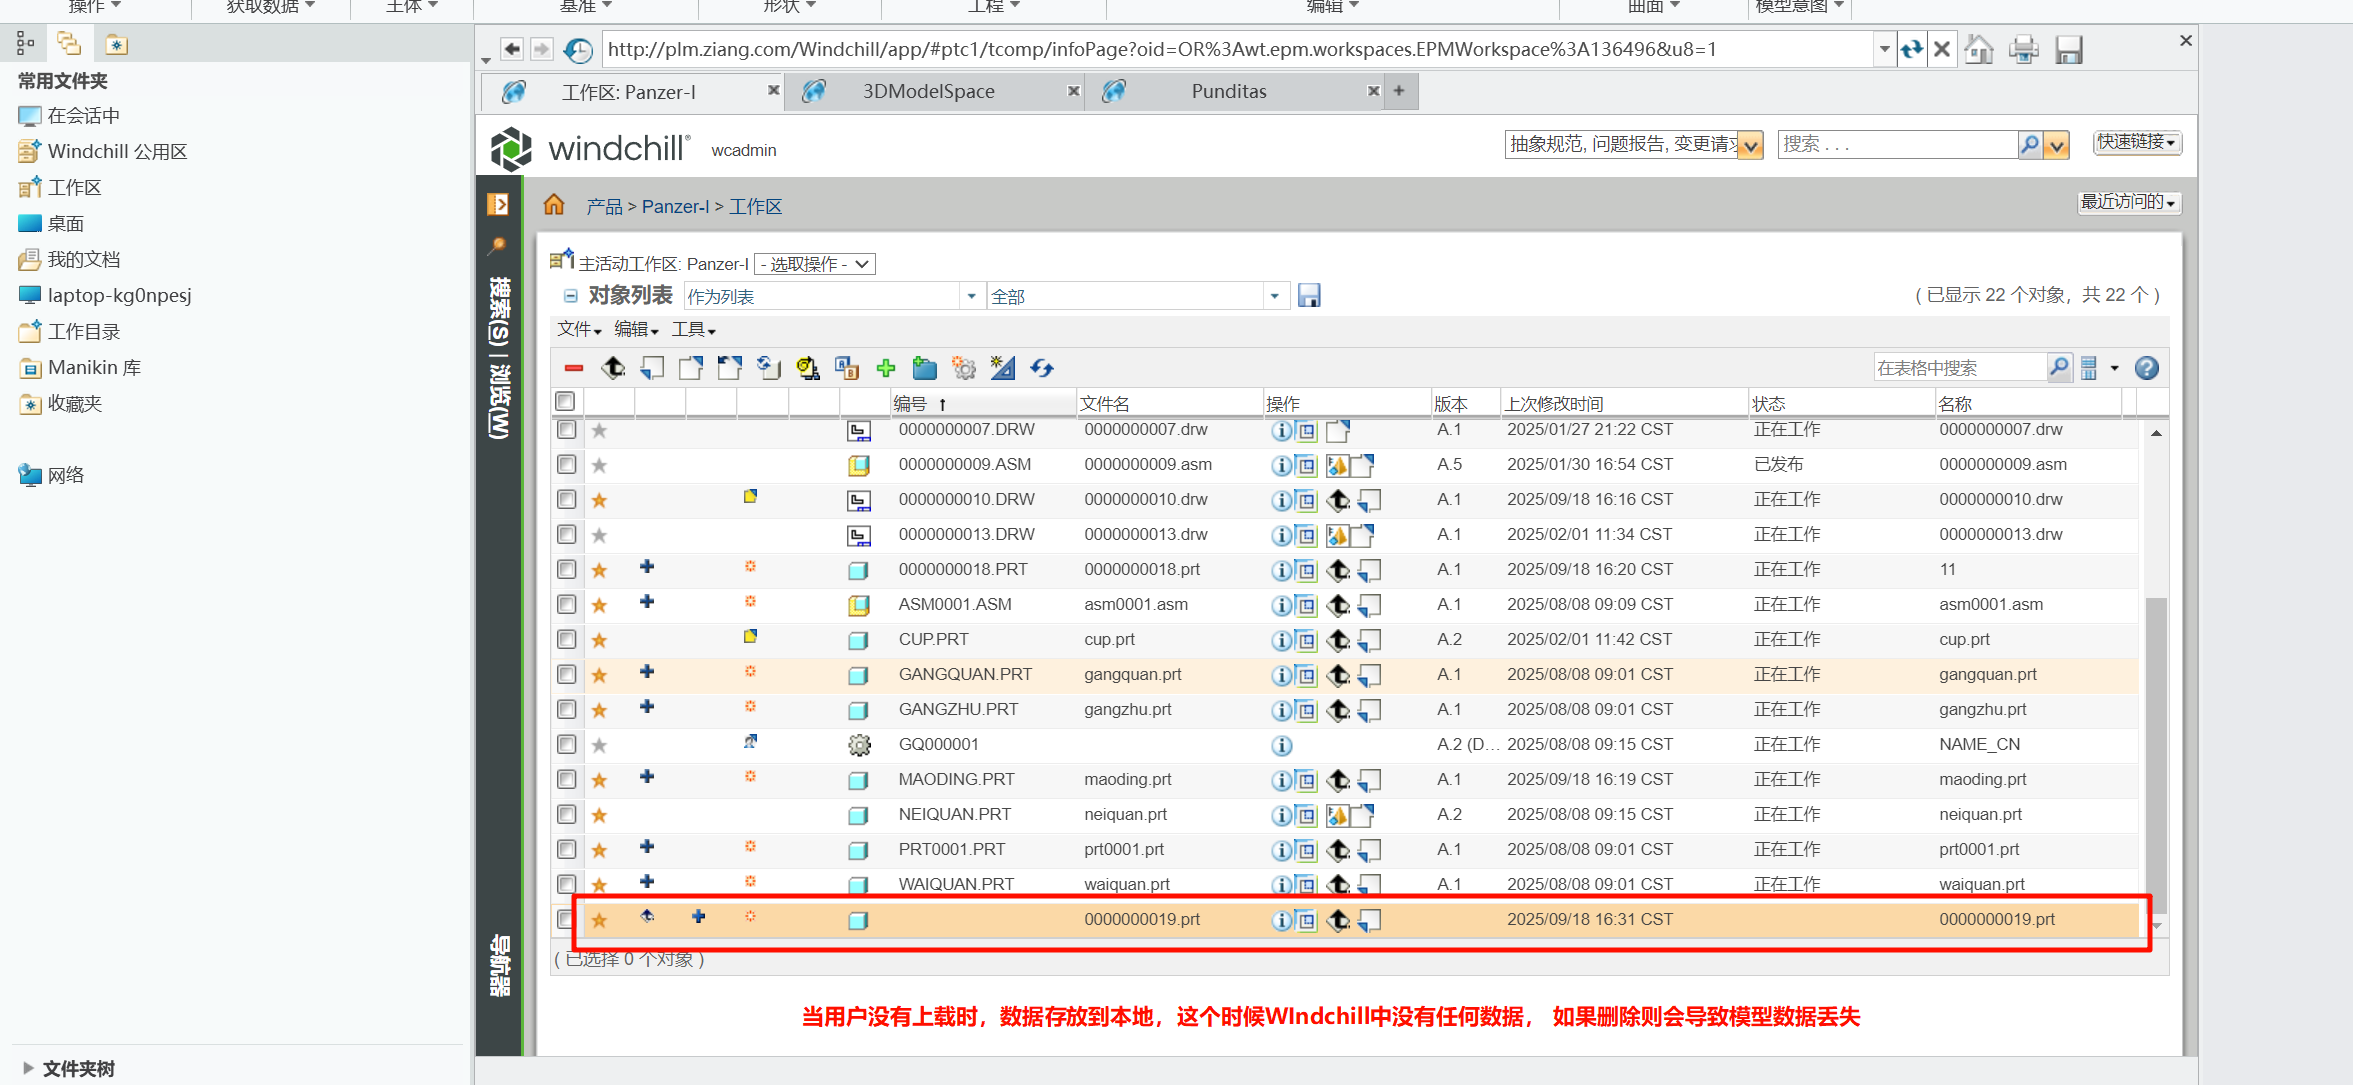 操作 获取数据 主体 基准 形状 工程 编辑 曲面 模型意图
常用文件夹
在会话中
Windchill 公用区
工作区
桌面
我的文档
laptop-kg0npesj
工作目录
Manikin 库
收藏夹
网络
文件夹树
http://plm.ziang.com/Windchill/app/#ptc1/tcomp/infoPage?oid=OR%3Awt.epm.workspaces.EPMWorkspace%3A136496&u8=1
工作区: Panzer-I 3DModelSpace Punditas
windchill® wcadmin 抽象规范, 问题报告, 变更请求 搜索 . . . 快速链接
产品 > Panzer-I > 工作区 最近访问的
搜索(S) | 浏览(W)
导航器
主活动工作区: Panzer-I - 选取操作 -
对象列表 作为列表 全部 ( 已显示 22 个对象，共 22 个 )
文件 编辑 工具
在表格中搜索
编号 ↑ 文件名 操作 版本 上次修改时间 状态 名称
0000000007.DRW 0000000007.drw A.1 2025/01/27 21:22 CST 正在工作 0000000007.drw
0000000009.ASM 0000000009.asm A.5 2025/01/30 16:54 CST 已发布 0000000009.asm
0000000010.DRW 0000000010.drw A.1 2025/09/18 16:16 CST 正在工作 0000000010.drw
0000000013.DRW 0000000013.drw A.1 2025/02/01 11:34 CST 正在工作 0000000013.drw
0000000018.PRT 0000000018.prt A.1 2025/09/18 16:20 CST 正在工作 11
ASM0001.ASM asm0001.asm A.1 2025/08/08 09:09 CST 正在工作 asm0001.asm
CUP.PRT cup.prt A.2 2025/02/01 11:42 CST 正在工作 cup.prt
GANGQUAN.PRT gangquan.prt A.1 2025/08/08 09:01 CST 正在工作 gangquan.prt
GANGZHU.PRT gangzhu.prt A.1 2025/08/08 09:01 CST 正在工作 gangzhu.prt
GQ000001 A.2 (D... 2025/08/08 09:15 CST 正在工作 NAME_CN
MAODING.PRT maoding.prt A.1 2025/09/18 16:19 CST 正在工作 maoding.prt
NEIQUAN.PRT neiquan.prt A.2 2025/08/08 09:15 CST 正在工作 neiquan.prt
PRT0001.PRT prt0001.prt A.1 2025/08/08 09:01 CST 正在工作 prt0001.prt
WAIQUAN.PRT waiquan.prt A.1 2025/08/08 09:01 CST 正在工作 waiquan.prt
0000000019.prt 2025/09/18 16:31 CST 0000000019.prt
( 已选择 0 个对象 )
当用户没有上载时，数据存放到本地，这个时候WIndchill中没有任何数据， 如果删除则会导致模型数据丢失